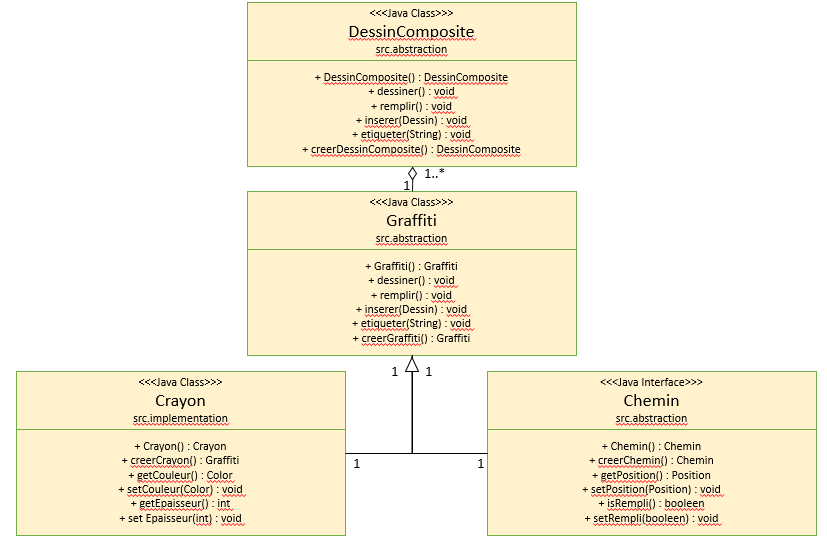 <<<Java Class>>>
DessinComposite
src.abstraction
+ DessinComposite() : DessinComposite
+ dessiner() : void
+ remplir() : void
+ inserer(Dessin) : void
+ etiqueter(String) : void
+ creerDessinComposite() : DessinComposite
1..*
1
<<<Java Class>>>
Graffiti
src.abstraction
+ Graffiti() : Graffiti
+ dessiner() : void
+ remplir() : void
+ inserer(Dessin) : void
+ etiqueter(String) : void
+ creerGraffiti() : Graffiti
1 1
<<<Java Class>>>
Crayon
src.implementation
+ Crayon() : Crayon
+ creerCrayon() : Graffiti
+ getCouleur() : Color
+ setCouleur(Color) : void
+ getEpaisseur() : int
+ set Epaisseur(int) : void
1
1
<<<Java Interface>>>
Chemin
src.abstraction
+ Chemin() : Chemin
+ creerChemin() : Chemin
+ getPosition() : Position
+ setPosition(Position) : void
+ isRempli() : booleen
+ setRempli(booleen) : void